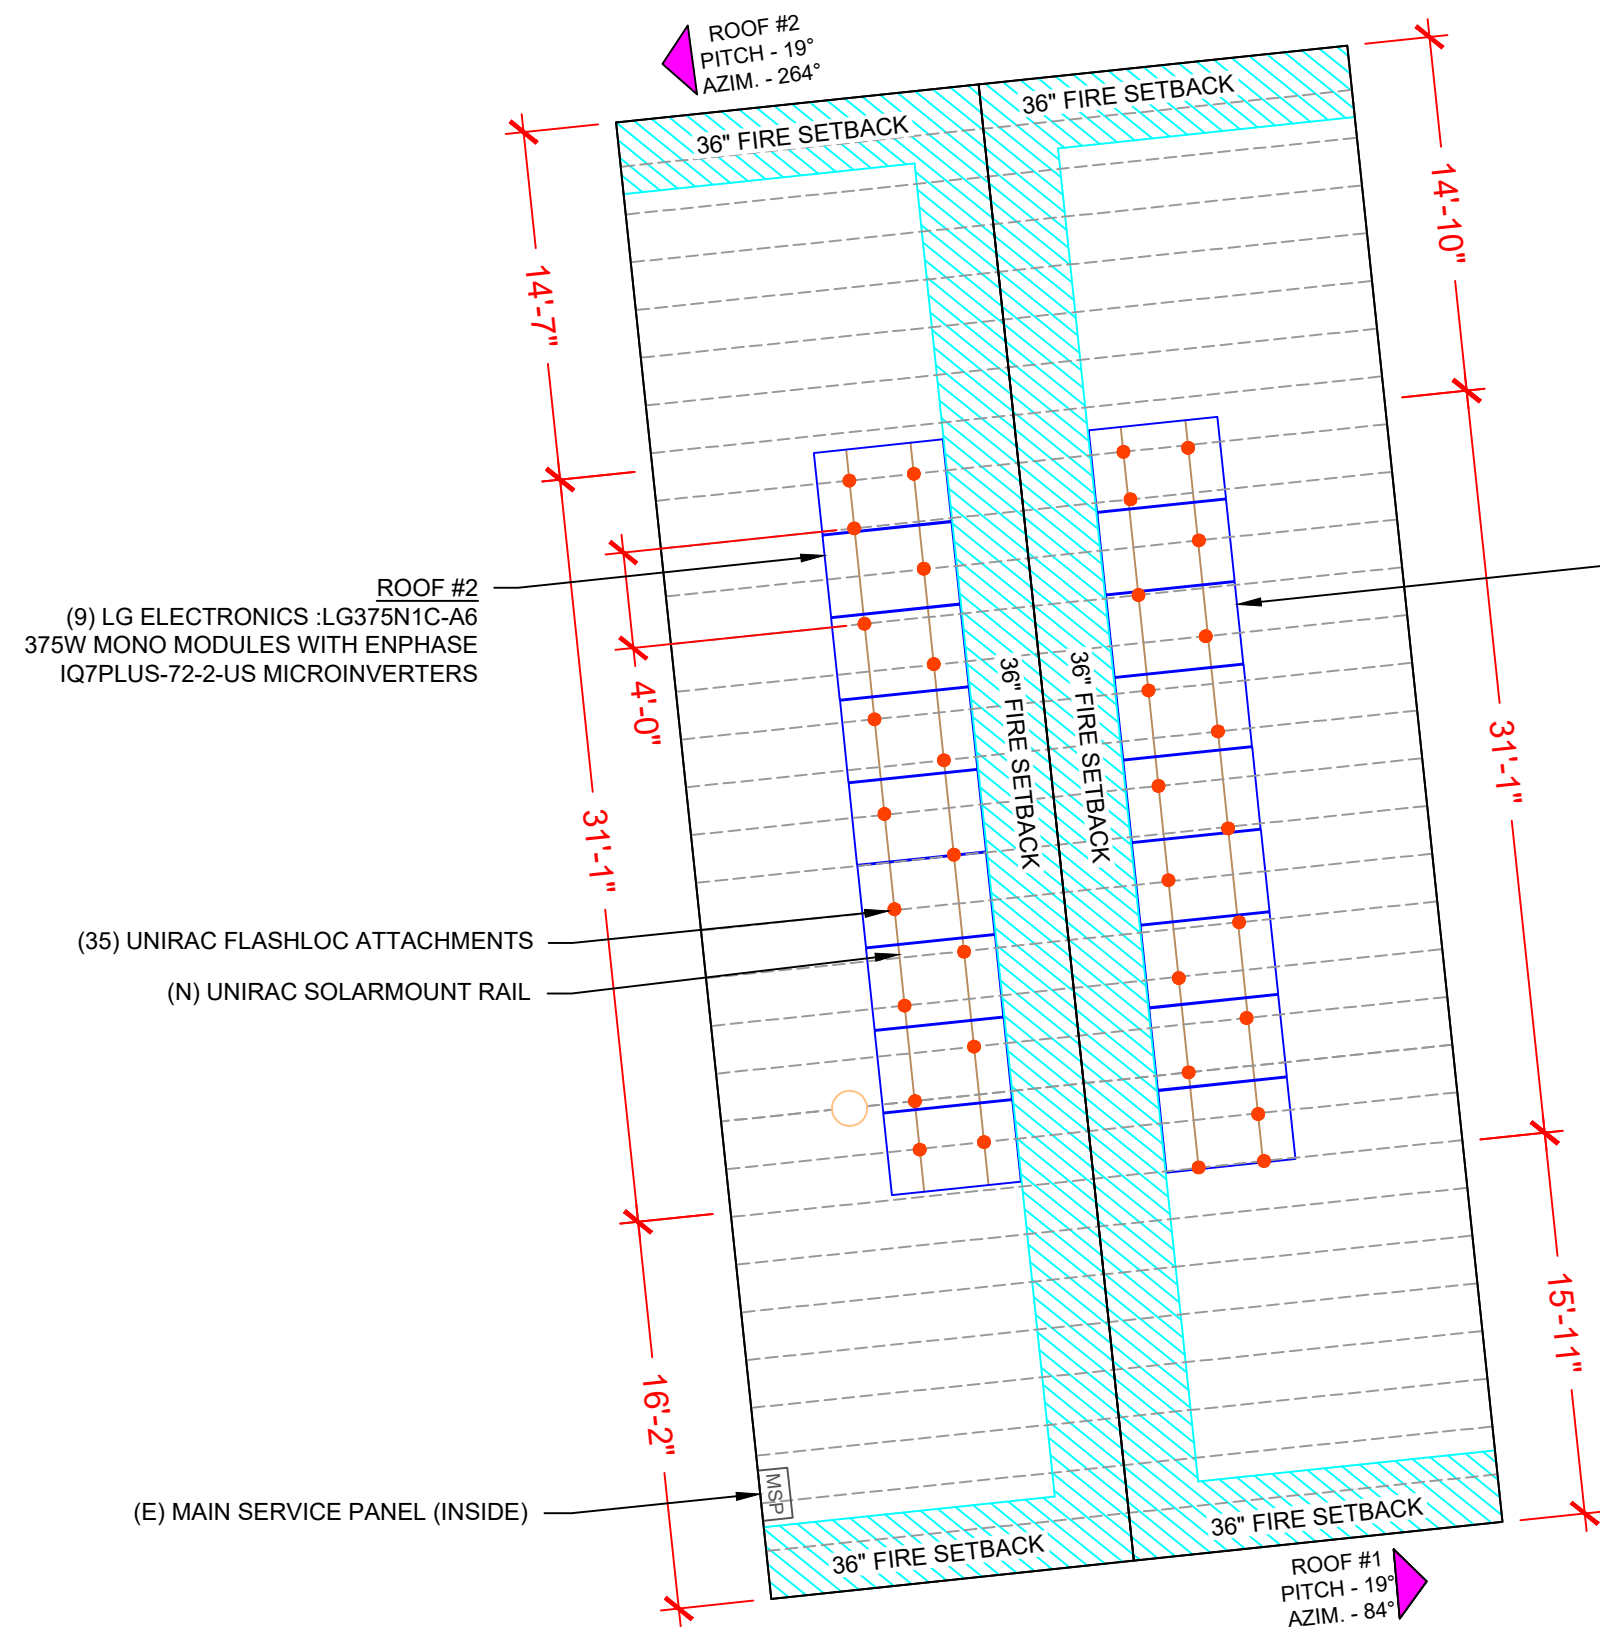 ROOF #2
PITCH - 19°
AZIM. - 264°
36" FIRE SETBACK
36" FIRE SETBACK
14'-7"
14'-10"
ROOF #2
(9) LG ELECTRONICS :LG375N1C-A6
375W MONO MODULES WITH ENPHASE
IQ7PLUS-72-2-US MICROINVERTERS
4'-0"
36" FIRE SETBACK
36" FIRE SETBACK
31'-1"
31'-1"
(35) UNIRAC FLASHLOC ATTACHMENTS
(N) UNIRAC SOLARMOUNT RAIL
16'-2"
15'-11"
MSP
(E) MAIN SERVICE PANEL (INSIDE)
36" FIRE SETBACK
36" FIRE SETBACK
ROOF #1
PITCH - 19°
AZIM. - 84°